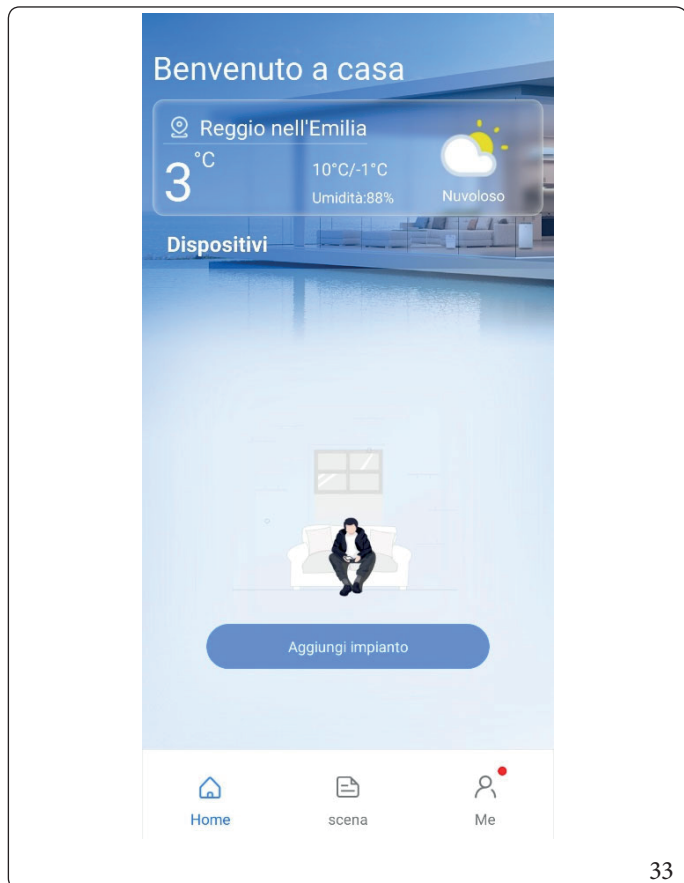 Benvenuto a casa
Reggio nell'Emilia
3°C
10°C/-1°C
Umidità:88%
Nuvoloso
Dispositivi
Aggiungi impianto
Home
scena
Me
33